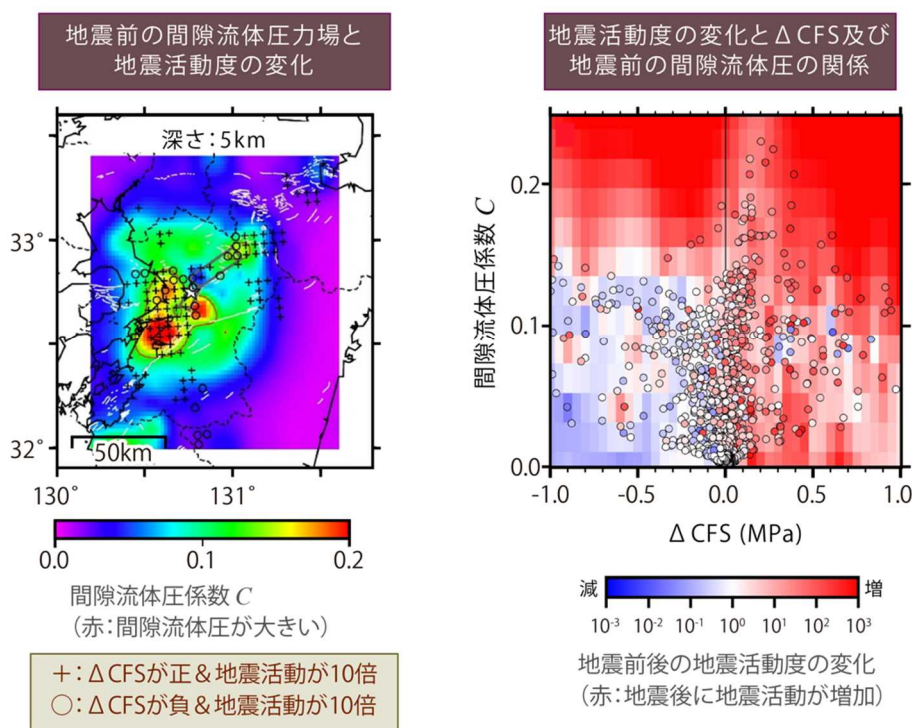 地震前の間隙流体圧力場と
地震活動度の変化
深さ:5km
33°
32°
50km
130°
131°
0.0
0.1
0.2
間隙流体圧係数 C
(赤:間隙流体圧が大きい)
+:ΔCFSが正&地震活動が10倍
○:ΔCFSが負&地震活動が10倍
地震活動度の変化とΔCFS及び
地震前の間隙流体圧の関係
間隙流体圧係数 C
0.2
0.1
0.0
-1.0
-0.5
0.0
0.5
1.0
ΔCFS (MPa)
減
増
10⁻³
10⁻²
10⁻¹
10⁰
10¹
10²
10³
地震前後の地震活動度の変化
(赤:地震後に地震活動が増加)